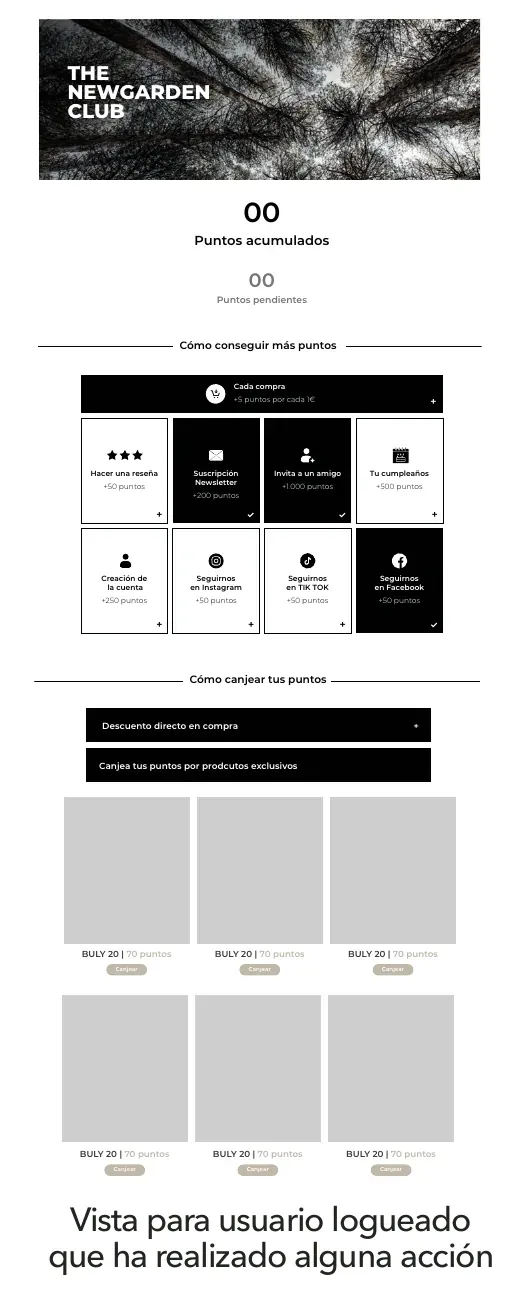 THE
NEWGARDEN
CLUB
00
Puntos acumulados
00
Puntos pendientes
Cómo conseguir más puntos
Cada compra
+5 puntos por cada 1€
+
Hacer una reseña
+50 puntos
+
Suscripción
Newsletter
+200 puntos
Invita a un amigo
+1.000 puntos
Tu cumpleaños
+500 puntos
+
Creación de
la cuenta
+250 puntos
+
Seguirnos
en Instagram
+50 puntos
+
Seguirnos
en TIK TOK
+50 puntos
+
Seguirnos
en Facebook
+50 puntos
Cómo canjear tus puntos
Descuento directo en compra +
Canjea tus puntos por prodcutos exclusivos
BULY 20 | 70 puntos
Canjear
BULY 20 | 70 puntos
Canjear
BULY 20 | 70 puntos
Canjear
BULY 20 | 70 puntos
Canjear
BULY 20 | 70 puntos
Canjear
BULY 20 | 70 puntos
Canjear
Vista para usuario logueado
que ha realizado alguna acción